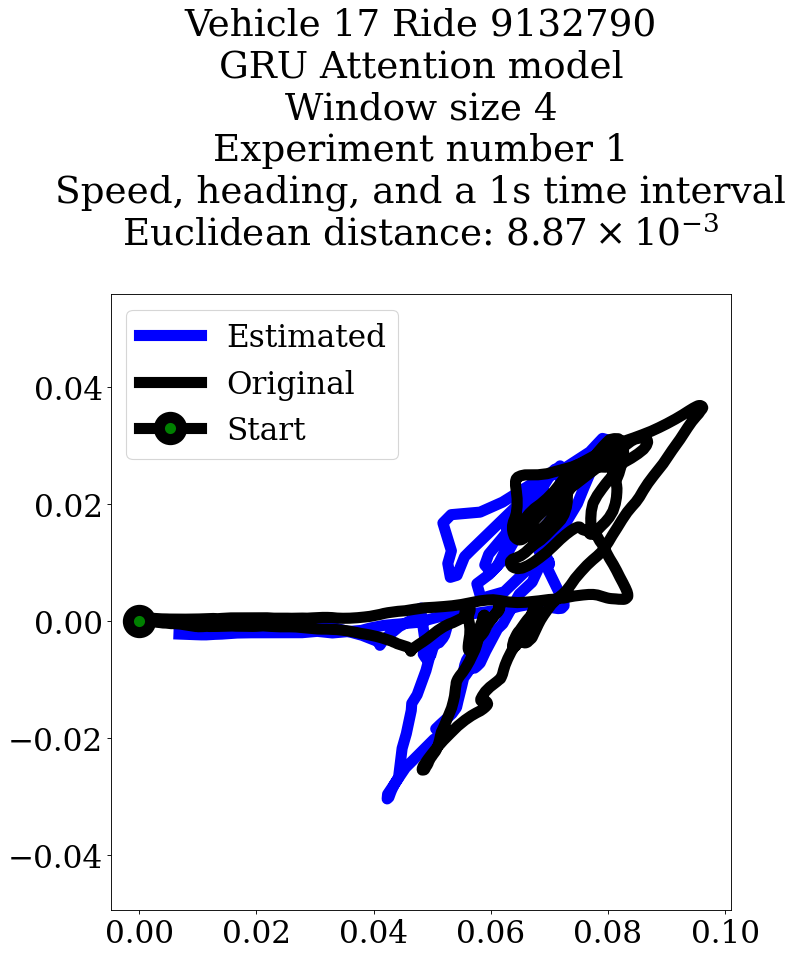 Vehicle 17 Ride 9132790
GRU Attention model
Window size 4
Experiment number 1
Speed, heading, and a 1s time interval
Euclidean distance: 8.87 × 10⁻³
Estimated
Original
Start
0.04
0.02
0.00
−0.02
−0.04
0.00 0.02 0.04 0.06 0.08 0.10